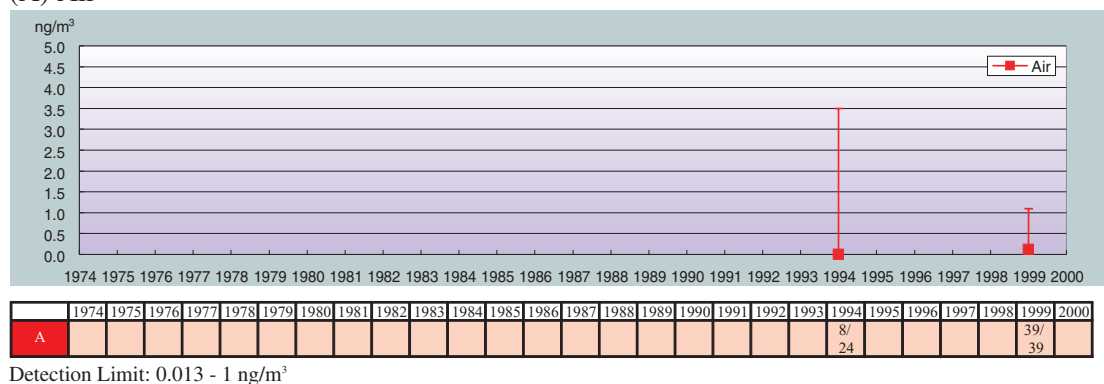 (A) Air
ng/m³
5.0
4.5
4.0
3.5
3.0
2.5
2.0
1.5
1.0
0.5
0.0
Air
1974 1975 1976 1977 1978 1979 1980 1981 1982 1983 1984 1985 1986 1987 1988 1989 1990 1991 1992 1993 1994 1995 1996 1997 1998 1999 2000
1974 1975 1976 1977 1978 1979 1980 1981 1982 1983 1984 1985 1986 1987 1988 1989 1990 1991 1992 1993 1994 1995 1996 1997 1998 1999 2000
A 8/ 39/
24 39
Detection Limit: 0.013 - 1 ng/m³